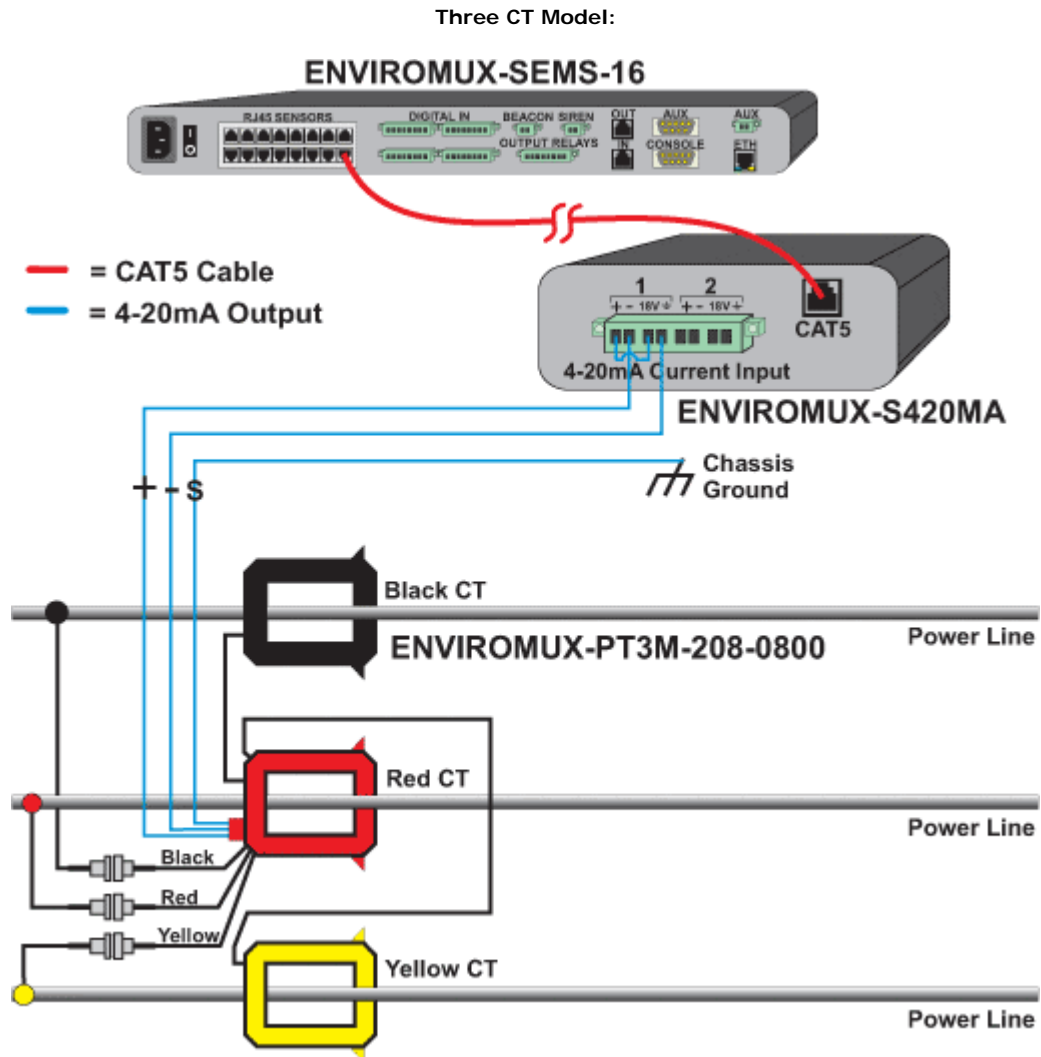 Three CT Model:
ENVIROMUX-SEMS-16
RJ45 SENSORS
DIGITAL IN
BEACON SIREN
OUT
AUX
AUX
OUTPUT RELAYS
IN
CONSOLE
ETH
I
O
= CAT5 Cable
= 4-20mA Output
1 2
+ - 18V + - 18V
CAT5
4-20mA Current Input
ENVIROMUX-S420MA
Chassis
Ground
+ - S
Black CT
Power Line
ENVIROMUX-PT3M-208-0800
Red CT
Power Line
Black
Red
Yellow
Yellow CT
Power Line